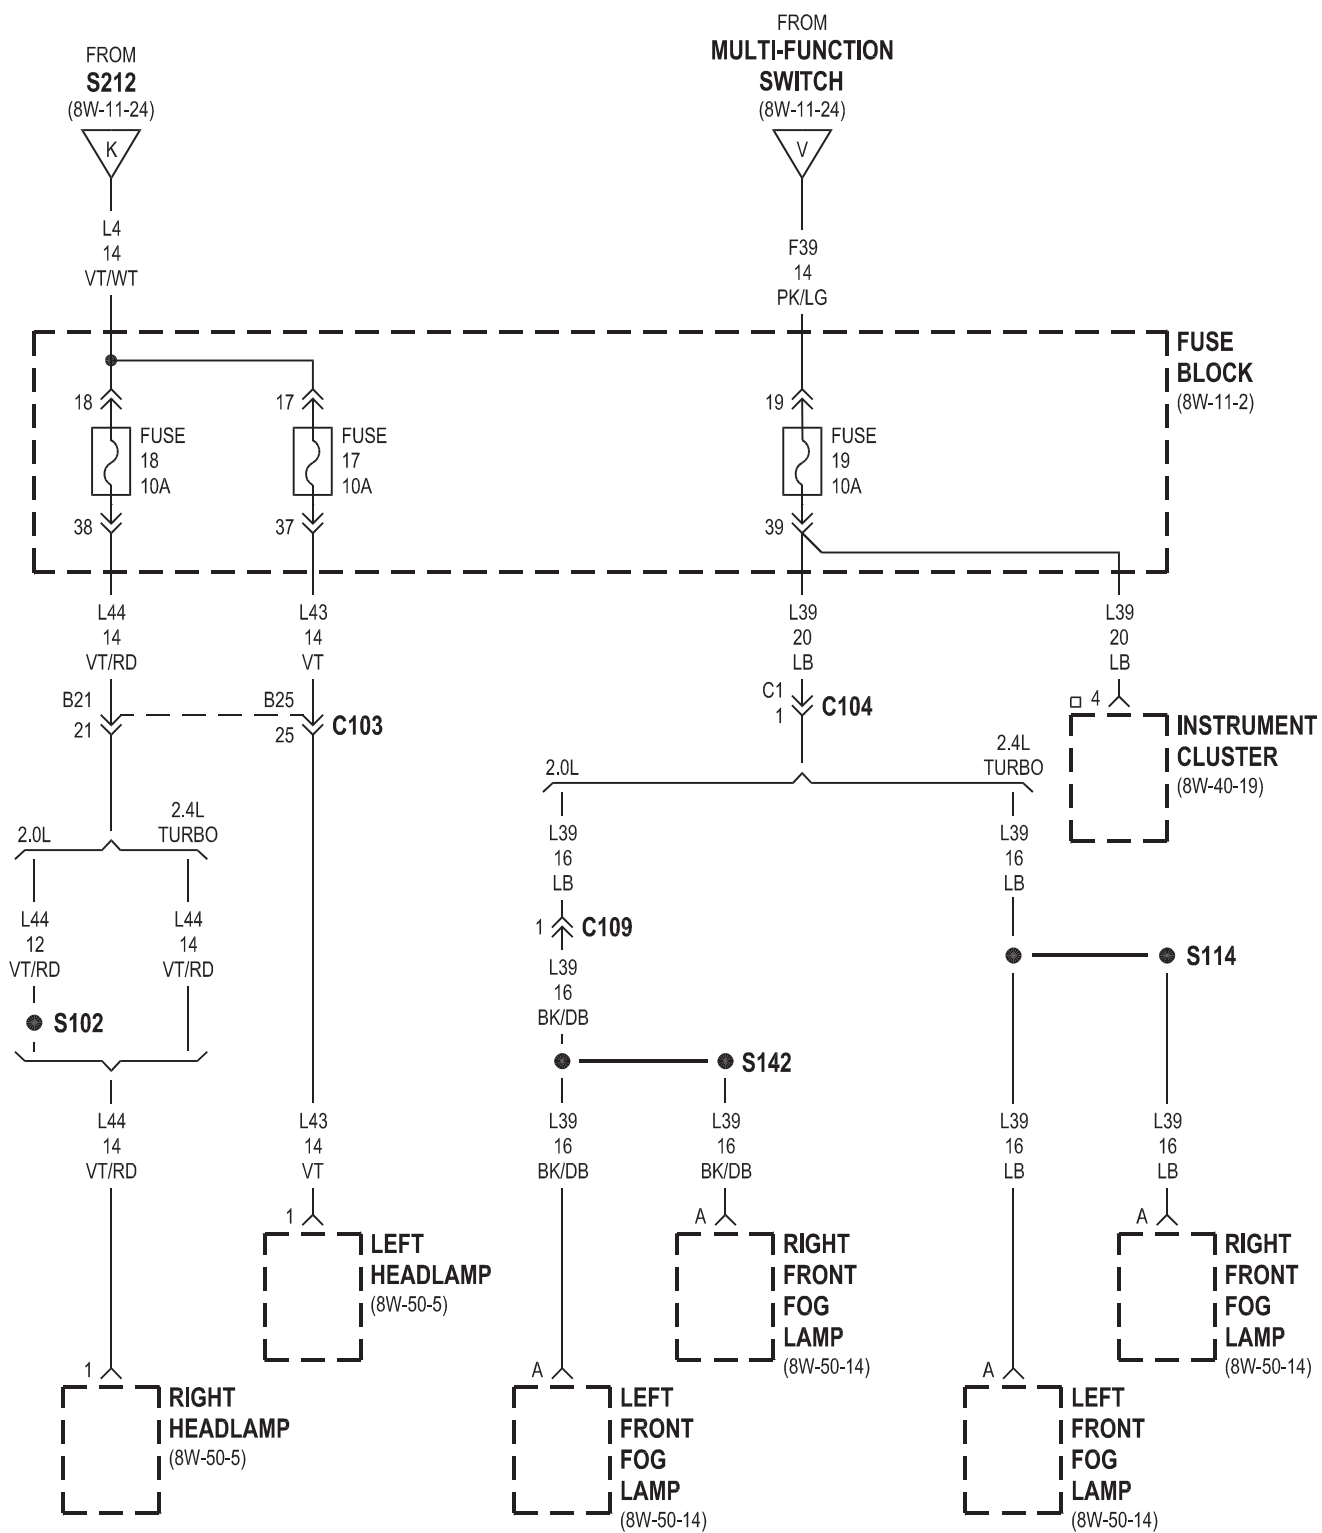 FROM
S212
(8W-11-24)
K
L4
14
VT/WT
FROM
MULTI-FUNCTION
SWITCH
(8W-11-24)
V
F39
14
PK/LG
FUSE
BLOCK
(8W-11-2)
18
FUSE
18
10A
38
17
FUSE
17
10A
37
19
FUSE
19
10A
39
L44
14
VT/RD
L43
14
VT
L39
20
LB
L39
20
LB
B21
21
B25
25
C103
C1
1
C104
4
INSTRUMENT
CLUSTER
(8W-40-19)
2.0L
2.4L
TURBO
L44
12
VT/RD
L44
14
VT/RD
S102
L44
14
VT/RD
L43
14
VT
2.0L
2.4L
TURBO
L39
16
LB
1
C109
L39
16
BK/DB
S142
L39
16
BK/DB
L39
16
BK/DB
L39
16
LB
S114
L39
16
LB
L39
16
LB
1
RIGHT
HEADLAMP
(8W-50-5)
1
LEFT
HEADLAMP
(8W-50-5)
A
LEFT
FRONT
FOG
LAMP
(8W-50-14)
A
RIGHT
FRONT
FOG
LAMP
(8W-50-14)
A
LEFT
FRONT
FOG
LAMP
(8W-50-14)
A
RIGHT
FRONT
FOG
LAMP
(8W-50-14)